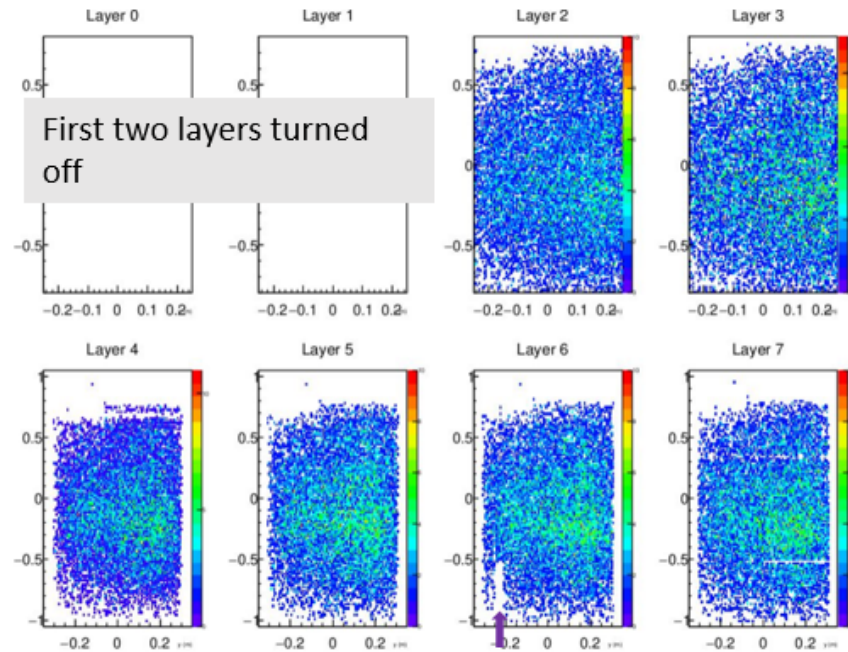 Layer 0 Layer 1 Layer 2 Layer 3
0.5 0.5 0.5
First two layers turned
off
0 0
−0.5 −0.5 −0.5 −0.5
−0.2−0.1 0 0.1 0.2 −0.2−0.1 0 0.1 0.2 −0.2−0.1 0 0.1 0.2 −0.2−0.1 0 0.1 0.2
Layer 4 Layer 5 Layer 6 Layer 7
1 1 1 1
0.5 0.5 0.5 0.5
0 0 0 0
−0.5 −0.5 −0.5 −0.5
−1 −1 −1 −1
−0.2 0 0.2 y (m) −0.2 0 0.2 y (m) −0.2 0 0.2 y (m) −0.2 0 0.2 y (m)